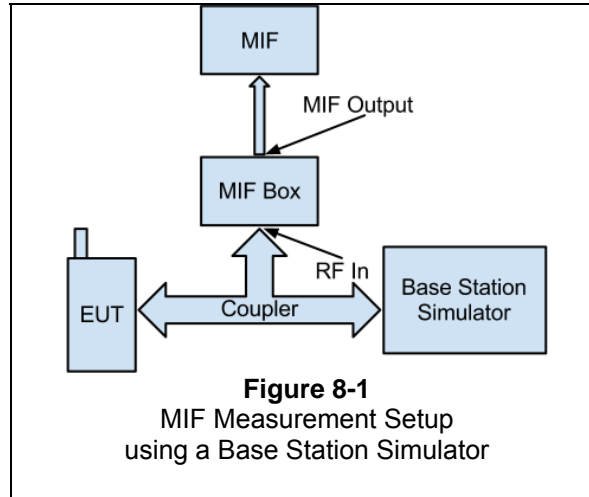 MIF
MIF Output
MIF Box
RF In
EUT
Coupler
Base Station
Simulator
Figure 8-1
MIF Measurement Setup
using a Base Station Simulator